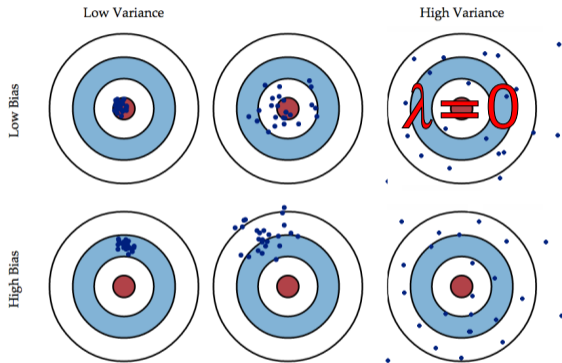 Low Variance
High Variance
Low Bias
λ = 0
High Bias